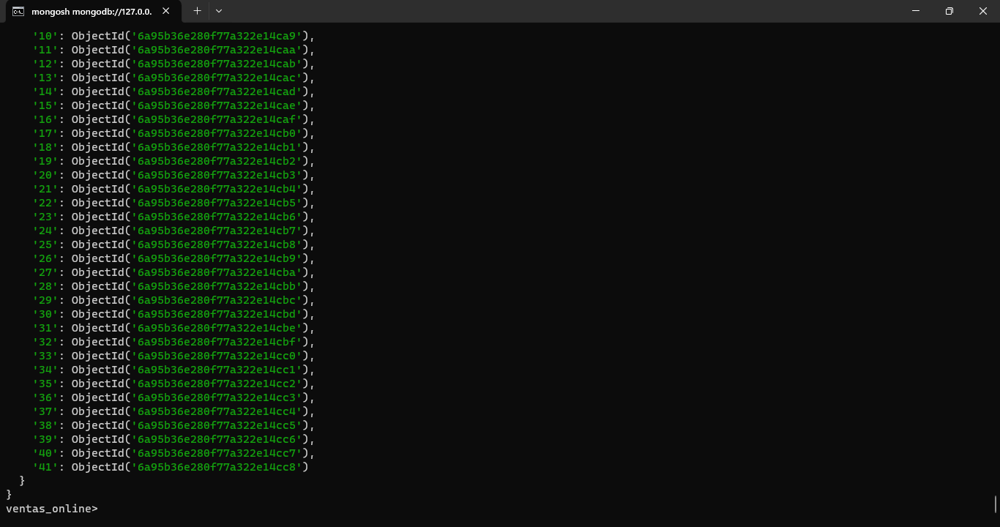 mongosh mongodb://127.0.0.
'10': ObjectId('6a95b36e280f77a322e14ca9'),
'11': ObjectId('6a95b36e280f77a322e14caa'),
'12': ObjectId('6a95b36e280f77a322e14cab'),
'13': ObjectId('6a95b36e280f77a322e14cac'),
'14': ObjectId('6a95b36e280f77a322e14cad'),
'15': ObjectId('6a95b36e280f77a322e14cae'),
'16': ObjectId('6a95b36e280f77a322e14caf'),
'17': ObjectId('6a95b36e280f77a322e14cb0'),
'18': ObjectId('6a95b36e280f77a322e14cb1'),
'19': ObjectId('6a95b36e280f77a322e14cb2'),
'20': ObjectId('6a95b36e280f77a322e14cb3'),
'21': ObjectId('6a95b36e280f77a322e14cb4'),
'22': ObjectId('6a95b36e280f77a322e14cb5'),
'23': ObjectId('6a95b36e280f77a322e14cb6'),
'24': ObjectId('6a95b36e280f77a322e14cb7'),
'25': ObjectId('6a95b36e280f77a322e14cb8'),
'26': ObjectId('6a95b36e280f77a322e14cb9'),
'27': ObjectId('6a95b36e280f77a322e14cba'),
'28': ObjectId('6a95b36e280f77a322e14cbb'),
'29': ObjectId('6a95b36e280f77a322e14cbc'),
'30': ObjectId('6a95b36e280f77a322e14cbd'),
'31': ObjectId('6a95b36e280f77a322e14cbe'),
'32': ObjectId('6a95b36e280f77a322e14cbf'),
'33': ObjectId('6a95b36e280f77a322e14cc0'),
'34': ObjectId('6a95b36e280f77a322e14cc1'),
'35': ObjectId('6a95b36e280f77a322e14cc2'),
'36': ObjectId('6a95b36e280f77a322e14cc3'),
'37': ObjectId('6a95b36e280f77a322e14cc4'),
'38': ObjectId('6a95b36e280f77a322e14cc5'),
'39': ObjectId('6a95b36e280f77a322e14cc6'),
'40': ObjectId('6a95b36e280f77a322e14cc7'),
'41': ObjectId('6a95b36e280f77a322e14cc8')
}
}
ventas_online>